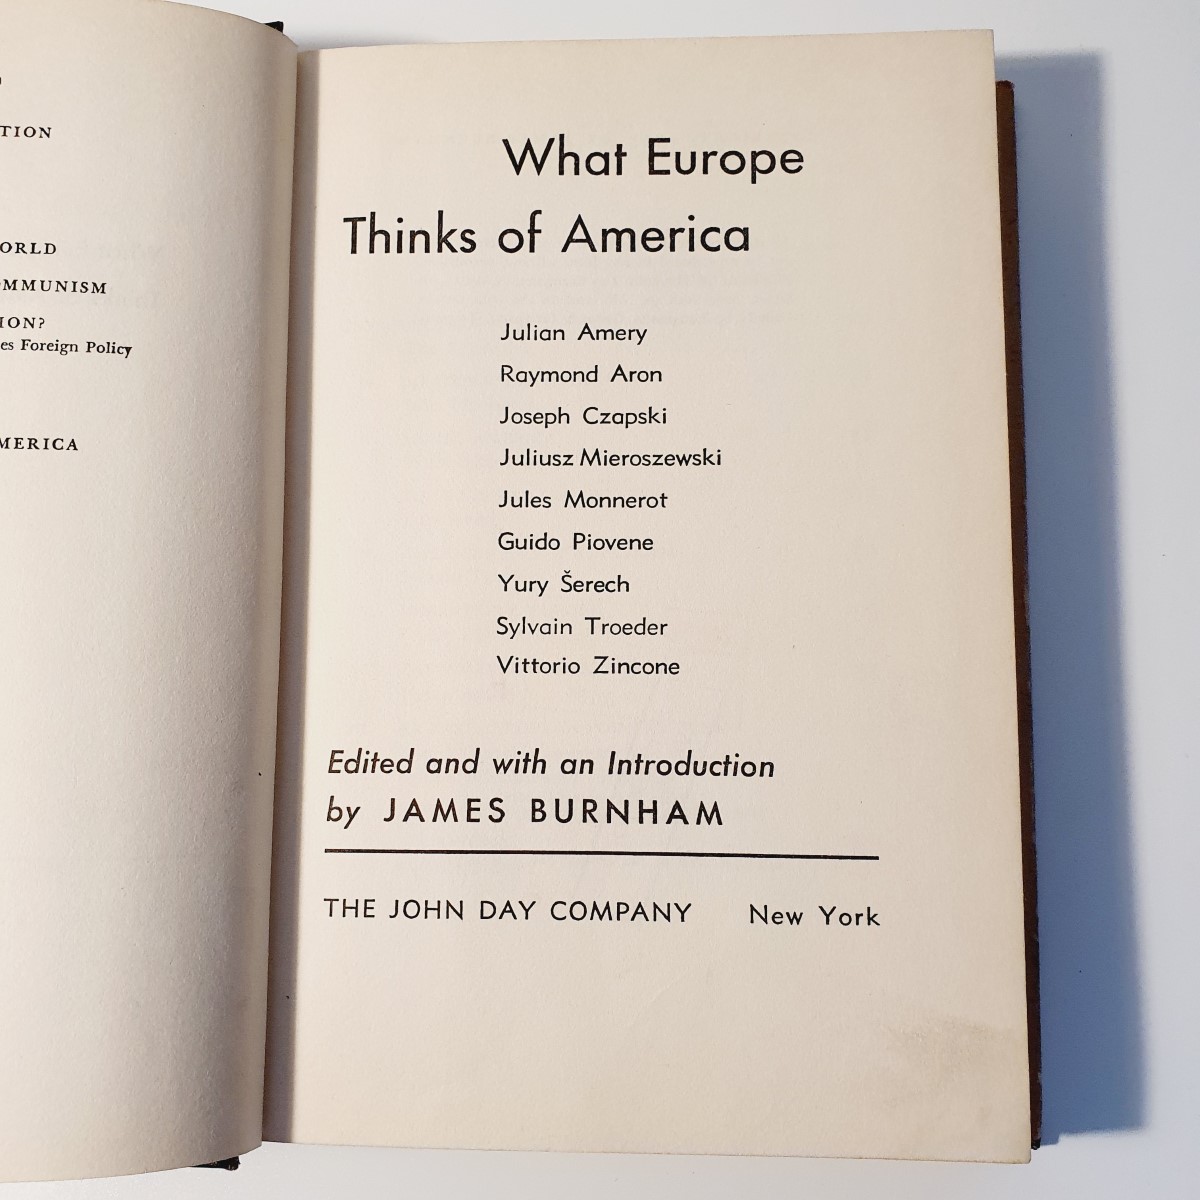 TION
ORLD
MMUNISM
ION?
es Foreign Policy
MERICA
What Europe
Thinks of America
Julian Amery
Raymond Aron
Joseph Czapski
Juliusz Mieroszewski
Jules Monnerot
Guido Piovene
Yury Šerech
Sylvain Troeder
Vittorio Zincone
Edited and with an Introduction
by JAMES BURNHAM
THE JOHN DAY COMPANY New York